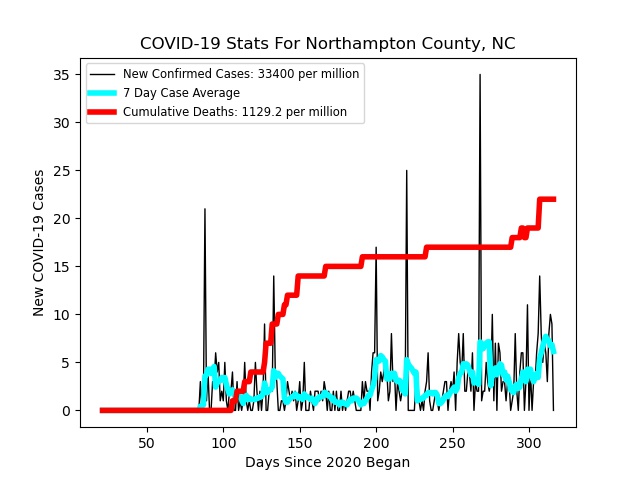 COVID-19 Stats For Northampton County, NC
New Confirmed Cases: 33400 per million
7 Day Case Average
Cumulative Deaths: 1129.2 per million
New COVID-19 Cases
35
30
25
20
15
10
5
0
50
100
150
200
250
300
Days Since 2020 Began